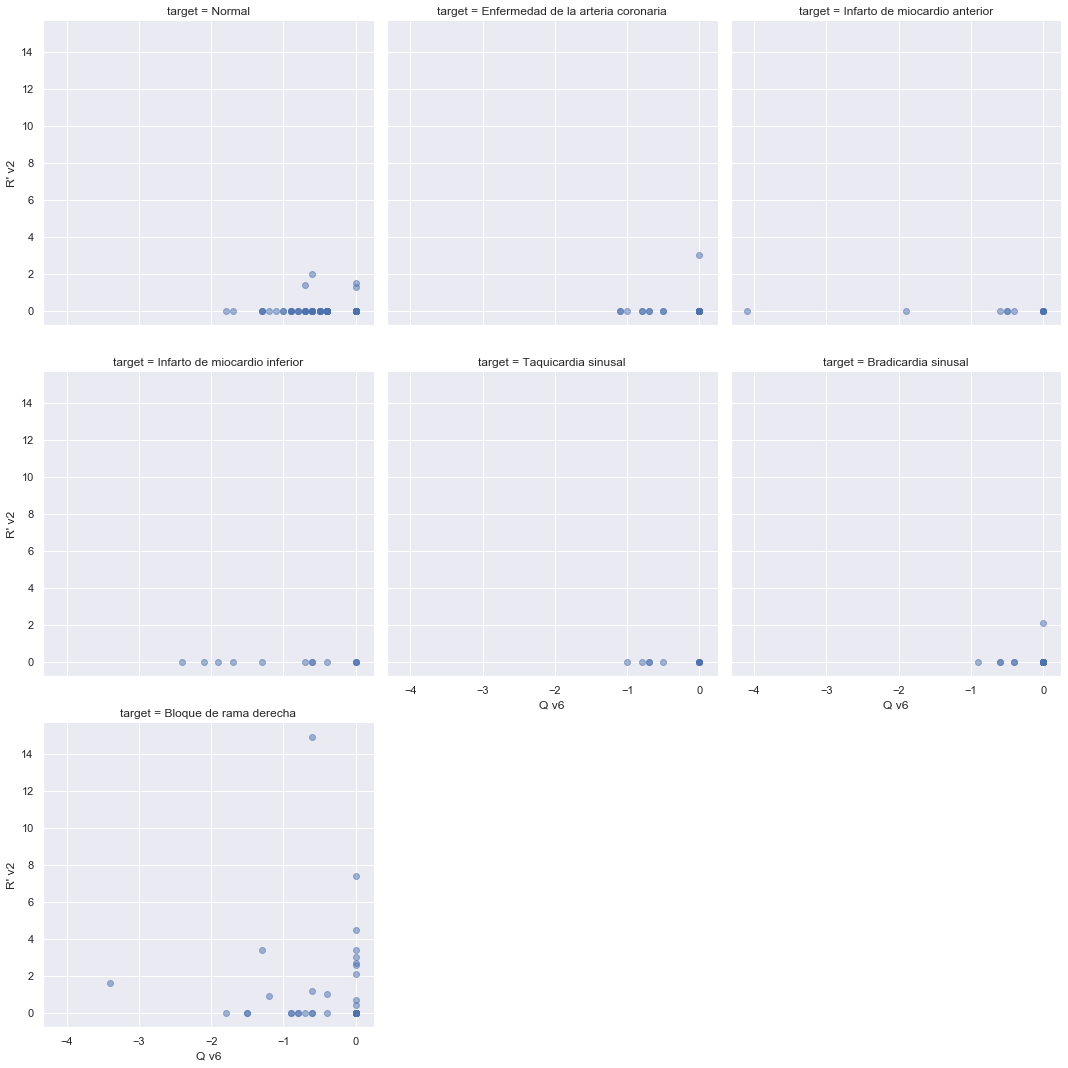 target = Normal
target = Enfermedad de la arteria coronaria
target = Infarto de miocardio anterior
14
12
10
8
6
4
2
0
R' v2
target = Infarto de miocardio inferior
target = Taquicardia sinusal
target = Bradicardia sinusal
14
12
10
8
6
4
2
0
R' v2
−4 −3 −2 −1 0
Q v6
−4 −3 −2 −1 0
Q v6
target = Bloque de rama derecha
14
12
10
8
6
4
2
0
R' v2
−4 −3 −2 −1 0
Q v6